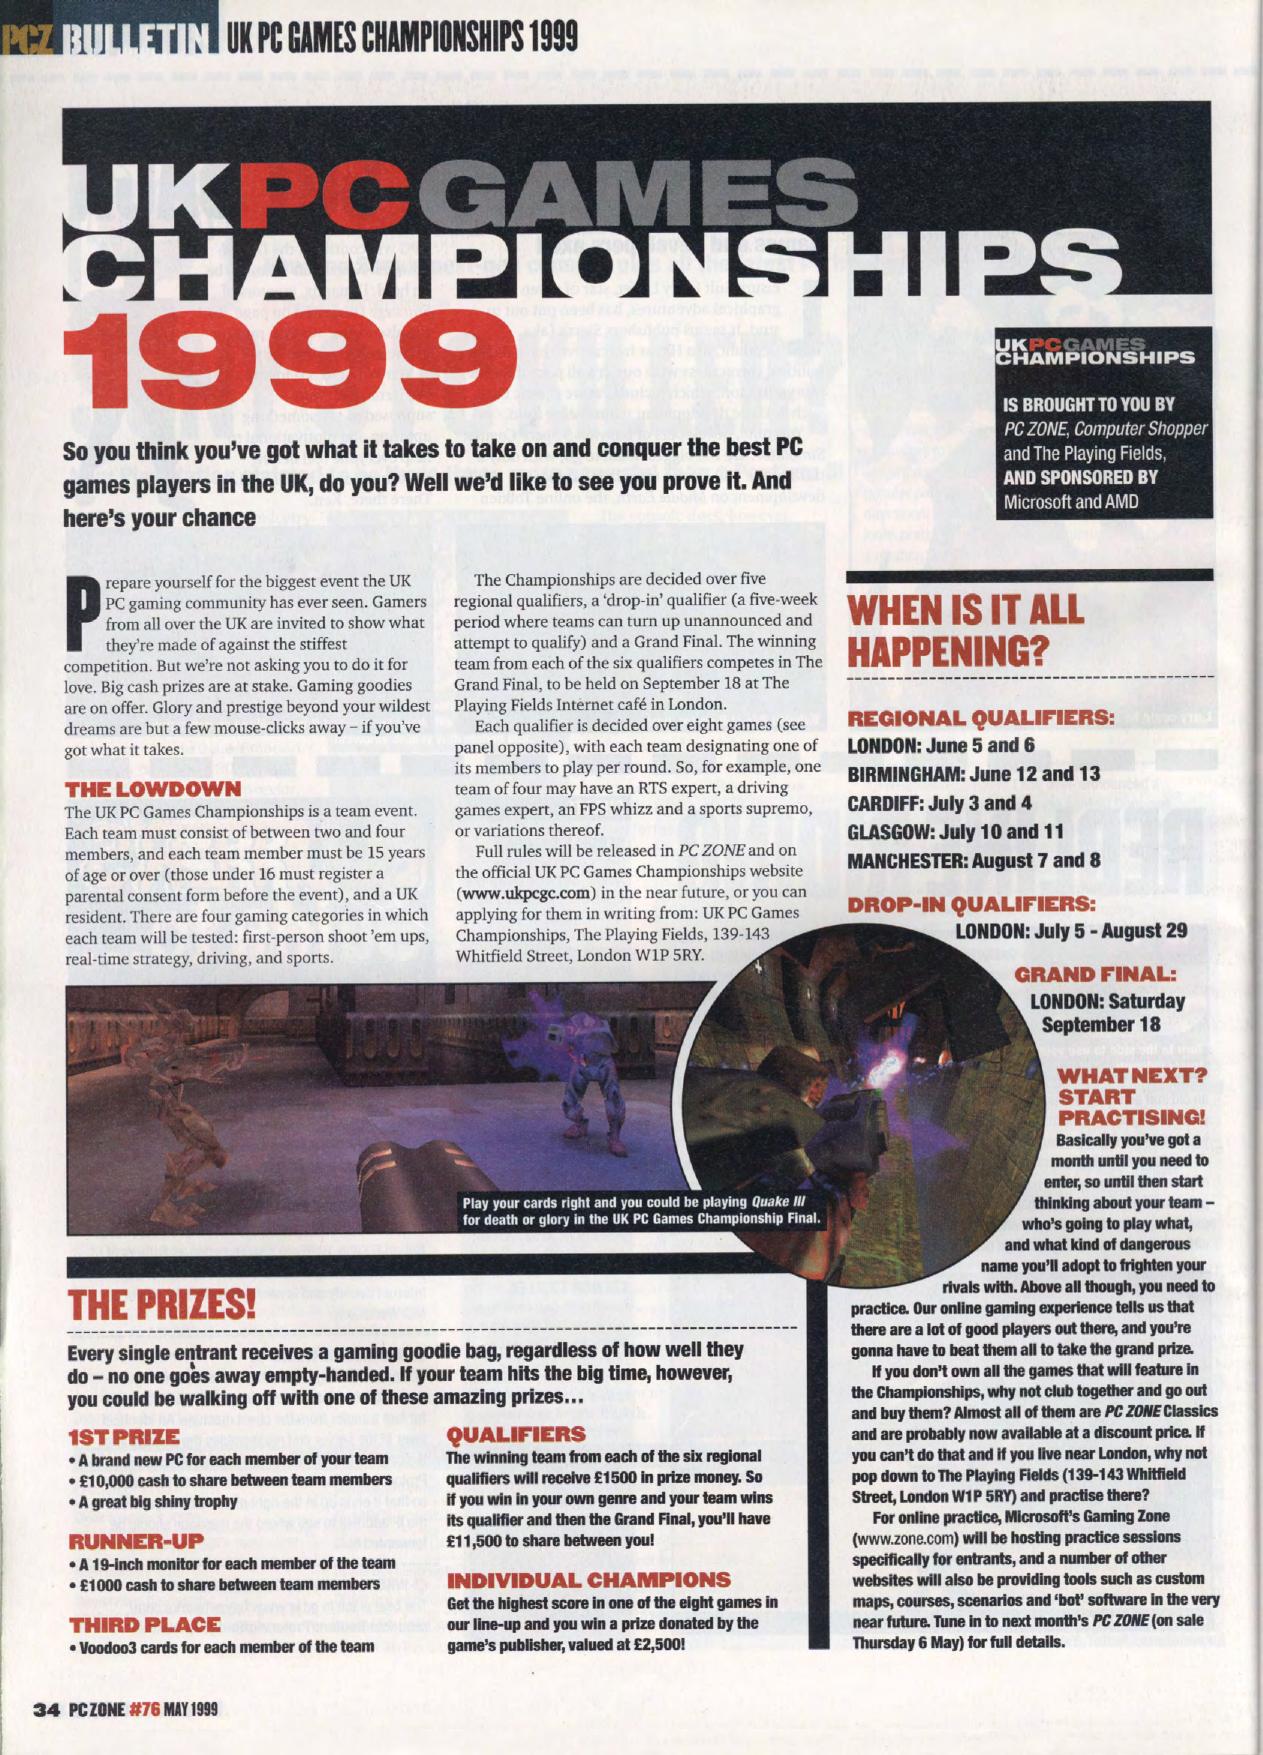 PCZ BULLETIN UK PC GAMES CHAMPIONSHIPS 1999
UK PC GAMES
CHAMPIONSHIPS
1999
So you think you've got what it takes to take on and conquer the best PC
games players in the UK, do you? Well we'd like to see you prove it. And
here's your chance
UK PC GAMES
CHAMPIONSHIPS
IS BROUGHT TO YOU BY
PC ZONE, Computer Shopper
and The Playing Fields,
AND SPONSORED BY
Microsoft and AMD
Prepare yourself for the biggest event the UK
PC gaming community has ever seen. Gamers
from all over the UK are invited to show what
they're made of against the stiffest
competition. But we're not asking you to do it for
love. Big cash prizes are at stake. Gaming goodies
are on offer. Glory and prestige beyond your wildest
dreams are but a few mouse-clicks away – if you've
got what it takes.
THE LOWDOWN
The UK PC Games Championships is a team event.
Each team must consist of between two and four
members, and each team member must be 15 years
of age or over (those under 16 must register a
parental consent form before the event), and a UK
resident. There are four gaming categories in which
each team will be tested: first-person shoot 'em ups,
real-time strategy, driving, and sports.
The Championships are decided over five
regional qualifiers, a 'drop-in' qualifier (a five-week
period where teams can turn up unannounced and
attempt to qualify) and a Grand Final. The winning
team from each of the six qualifiers competes in The
Grand Final, to be held on September 18 at The
Playing Fields Internet café in London.
Each qualifier is decided over eight games (see
panel opposite), with each team designating one of
its members to play per round. So, for example, one
team of four may have an RTS expert, a driving
games expert, an FPS whizz and a sports supremo,
or variations thereof.
Full rules will be released in PC ZONE and on
the official UK PC Games Championships website
(www.ukpcgc.com) in the near future, or you can
applying for them in writing from: UK PC Games
Championships, The Playing Fields, 139-143
Whitfield Street, London W1P 5RY.
WHEN IS IT ALL
HAPPENING?
REGIONAL QUALIFIERS:
LONDON: June 5 and 6
BIRMINGHAM: June 12 and 13
CARDIFF: July 3 and 4
GLASGOW: July 10 and 11
MANCHESTER: August 7 and 8
DROP-IN QUALIFIERS:
LONDON: July 5 - August 29
GRAND FINAL:
LONDON: Saturday
September 18
WHAT NEXT?
START
PRACTISING!
Basically you've got a
month until you need to
enter, so until then start
thinking about your team –
who's going to play what,
and what kind of dangerous
name you'll adopt to frighten your
rivals with. Above all though, you need to
practice. Our online gaming experience tells us that
there are a lot of good players out there, and you're
gonna have to beat them all to take the grand prize.
If you don't own all the games that will feature in
the Championships, why not club together and go out
and buy them? Almost all of them are PC ZONE Classics
and are probably now available at a discount price. If
you can't do that and if you live near London, why not
pop down to The Playing Fields (139-143 Whitfield
Street, London W1P 5RY) and practise there?
For online practice, Microsoft's Gaming Zone
(www.zone.com) will be hosting practice sessions
specifically for entrants, and a number of other
websites will also be providing tools such as custom
maps, courses, scenarios and 'bot' software in the very
near future. Tune in to next month's PC ZONE (on sale
Thursday 6 May) for full details.
Play your cards right and you could be playing Quake III
for death or glory in the UK PC Games Championship Final.
THE PRIZES!
Every single entrant receives a gaming goodie bag, regardless of how well they
do – no one goes away empty-handed. If your team hits the big time, however,
you could be walking off with one of these amazing prizes...
1ST PRIZE
• A brand new PC for each member of your team
• £10,000 cash to share between team members
• A great big shiny trophy
RUNNER-UP
• A 19-inch monitor for each member of the team
• £1000 cash to share between team members
THIRD PLACE
• Voodoo3 cards for each member of the team
QUALIFIERS
The winning team from each of the six regional
qualifiers will receive £1500 in prize money. So
if you win in your own genre and your team wins
its qualifier and then the Grand Final, you'll have
£11,500 to share between you!
INDIVIDUAL CHAMPIONS
Get the highest score in one of the eight games in
our line-up and you win a prize donated by the
game's publisher, valued at £2,500!
34 PC ZONE #76 MAY 1999